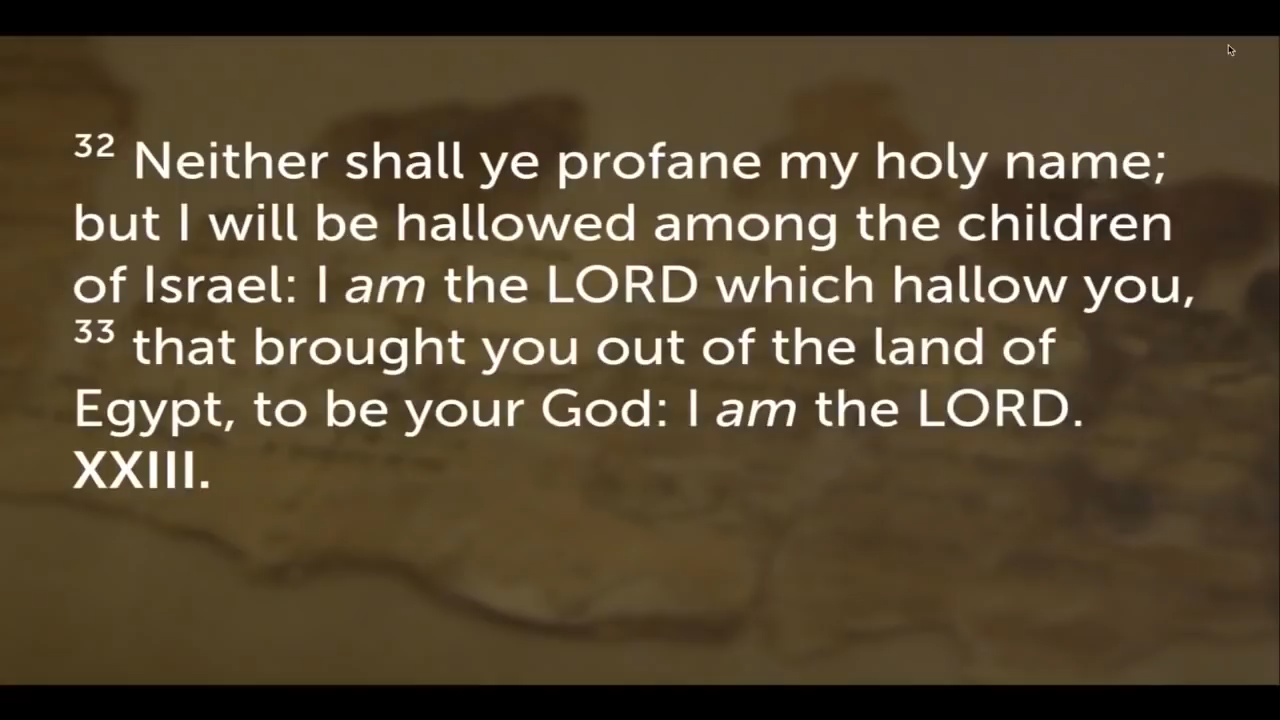 32 Neither shall ye profane my holy name;
but I will be hallowed among the children
of Israel: I am the LORD which hallow you,
33 that brought you out of the land of
Egypt, to be your God: I am the LORD.
XXIII.